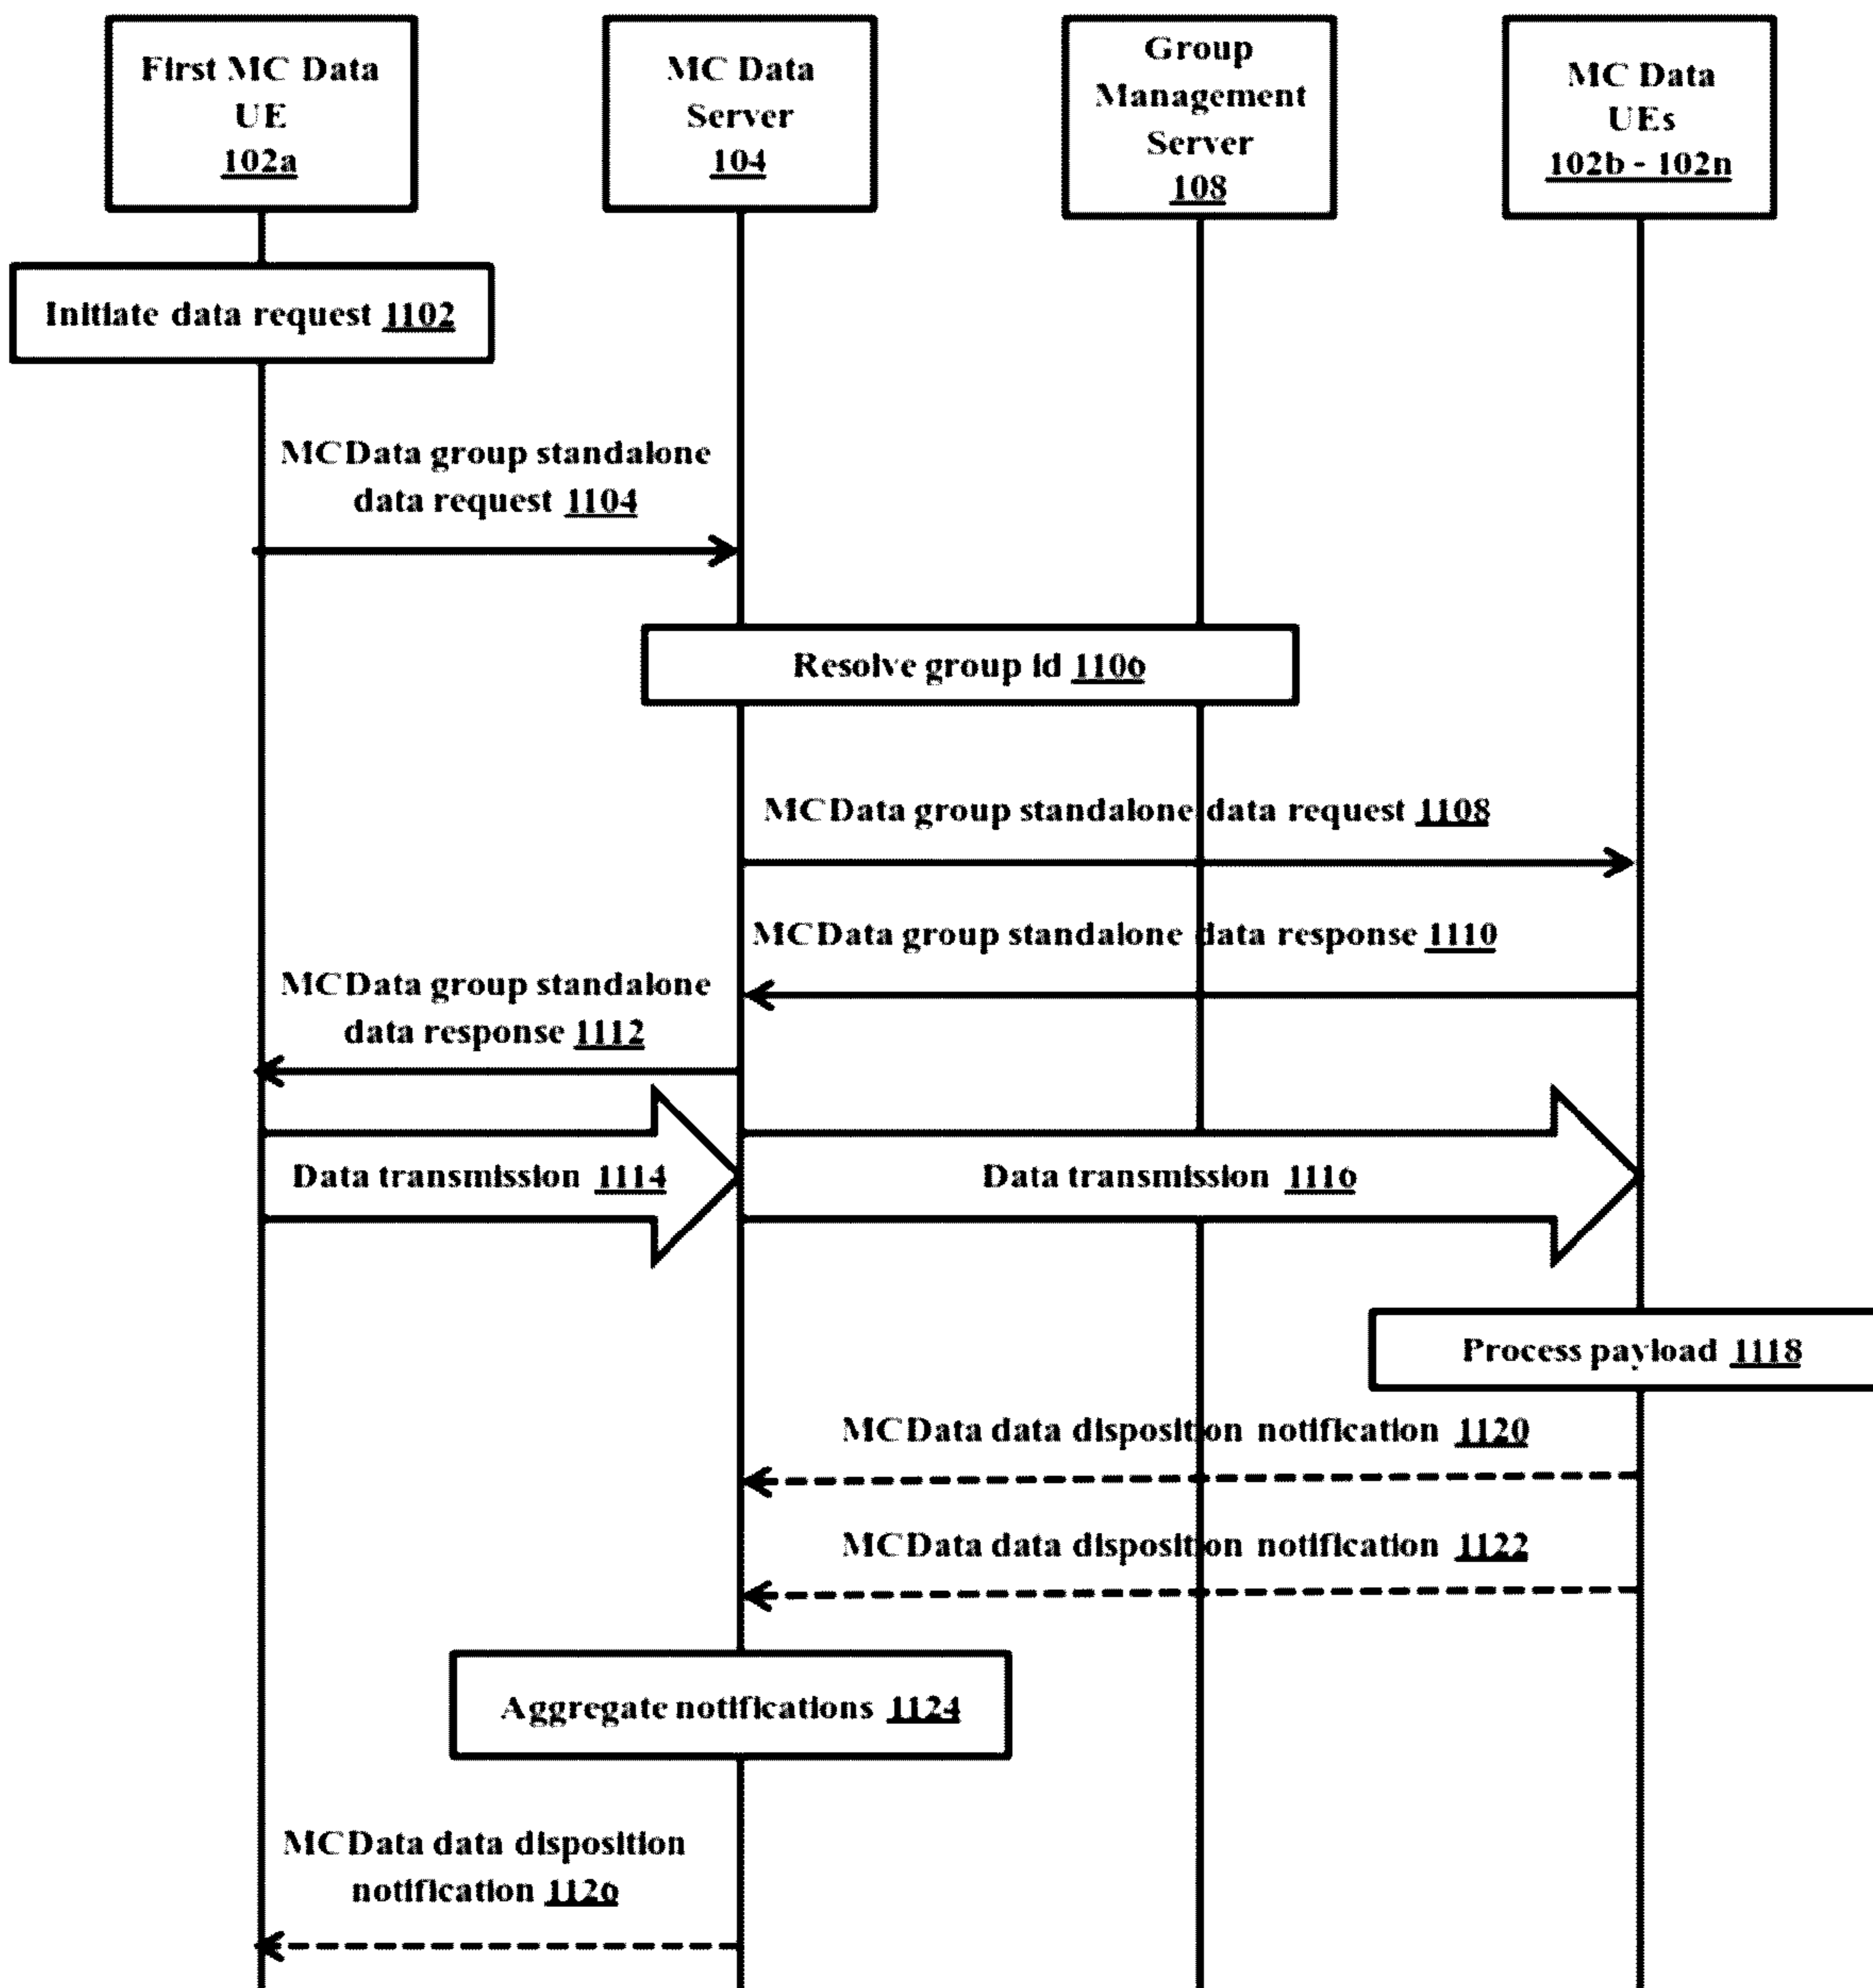 First MC Data
UE
102a
MC Data
Server
104
Group
Management
Server
108
MC Data
UEs
102b - 102n
Initiate data request 1102
MCData group standalone
data request 1104
Resolve group id 1106
MCData group standalone data request 1108
MCData group standalone data response 1110
MCData group standalone
data response 1112
Data transmission 1114
Data transmission 1116
Process payload 1118
MCData data disposition notification 1120
MCData data disposition notification 1122
Aggregate notifications 1124
MCData data disposition
notification 1126